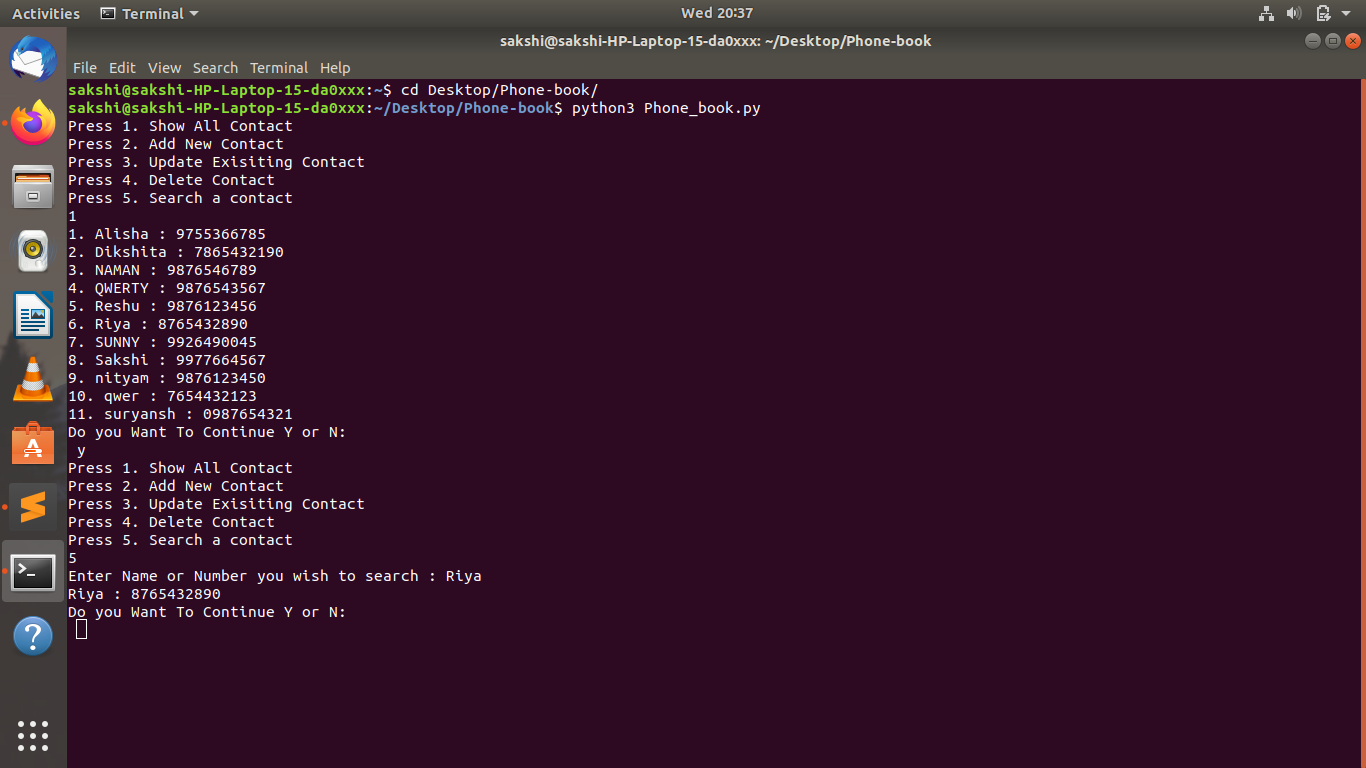 Activities Terminal Wed 20:37
sakshi@sakshi-HP-Laptop-15-da0xxx: ~/Desktop/Phone-book
File Edit View Search Terminal Help
sakshi@sakshi-HP-Laptop-15-da0xxx:~$ cd Desktop/Phone-book/
sakshi@sakshi-HP-Laptop-15-da0xxx:~/Desktop/Phone-book$ python3 Phone_book.py
Press 1. Show All Contact
Press 2. Add New Contact
Press 3. Update Exisiting Contact
Press 4. Delete Contact
Press 5. Search a contact
1
1. Alisha : 9755366785
2. Dikshita : 7865432190
3. NAMAN : 9876546789
4. QWERTY : 9876543567
5. Reshu : 9876123456
6. Riya : 8765432890
7. SUNNY : 9926490045
8. Sakshi : 9977664567
9. nityam : 9876123450
10. qwer : 7654432123
11. suryansh : 0987654321
Do you Want To Continue Y or N:
y
Press 1. Show All Contact
Press 2. Add New Contact
Press 3. Update Exisiting Contact
Press 4. Delete Contact
Press 5. Search a contact
5
Enter Name or Number you wish to search : Riya
Riya : 8765432890
Do you Want To Continue Y or N: